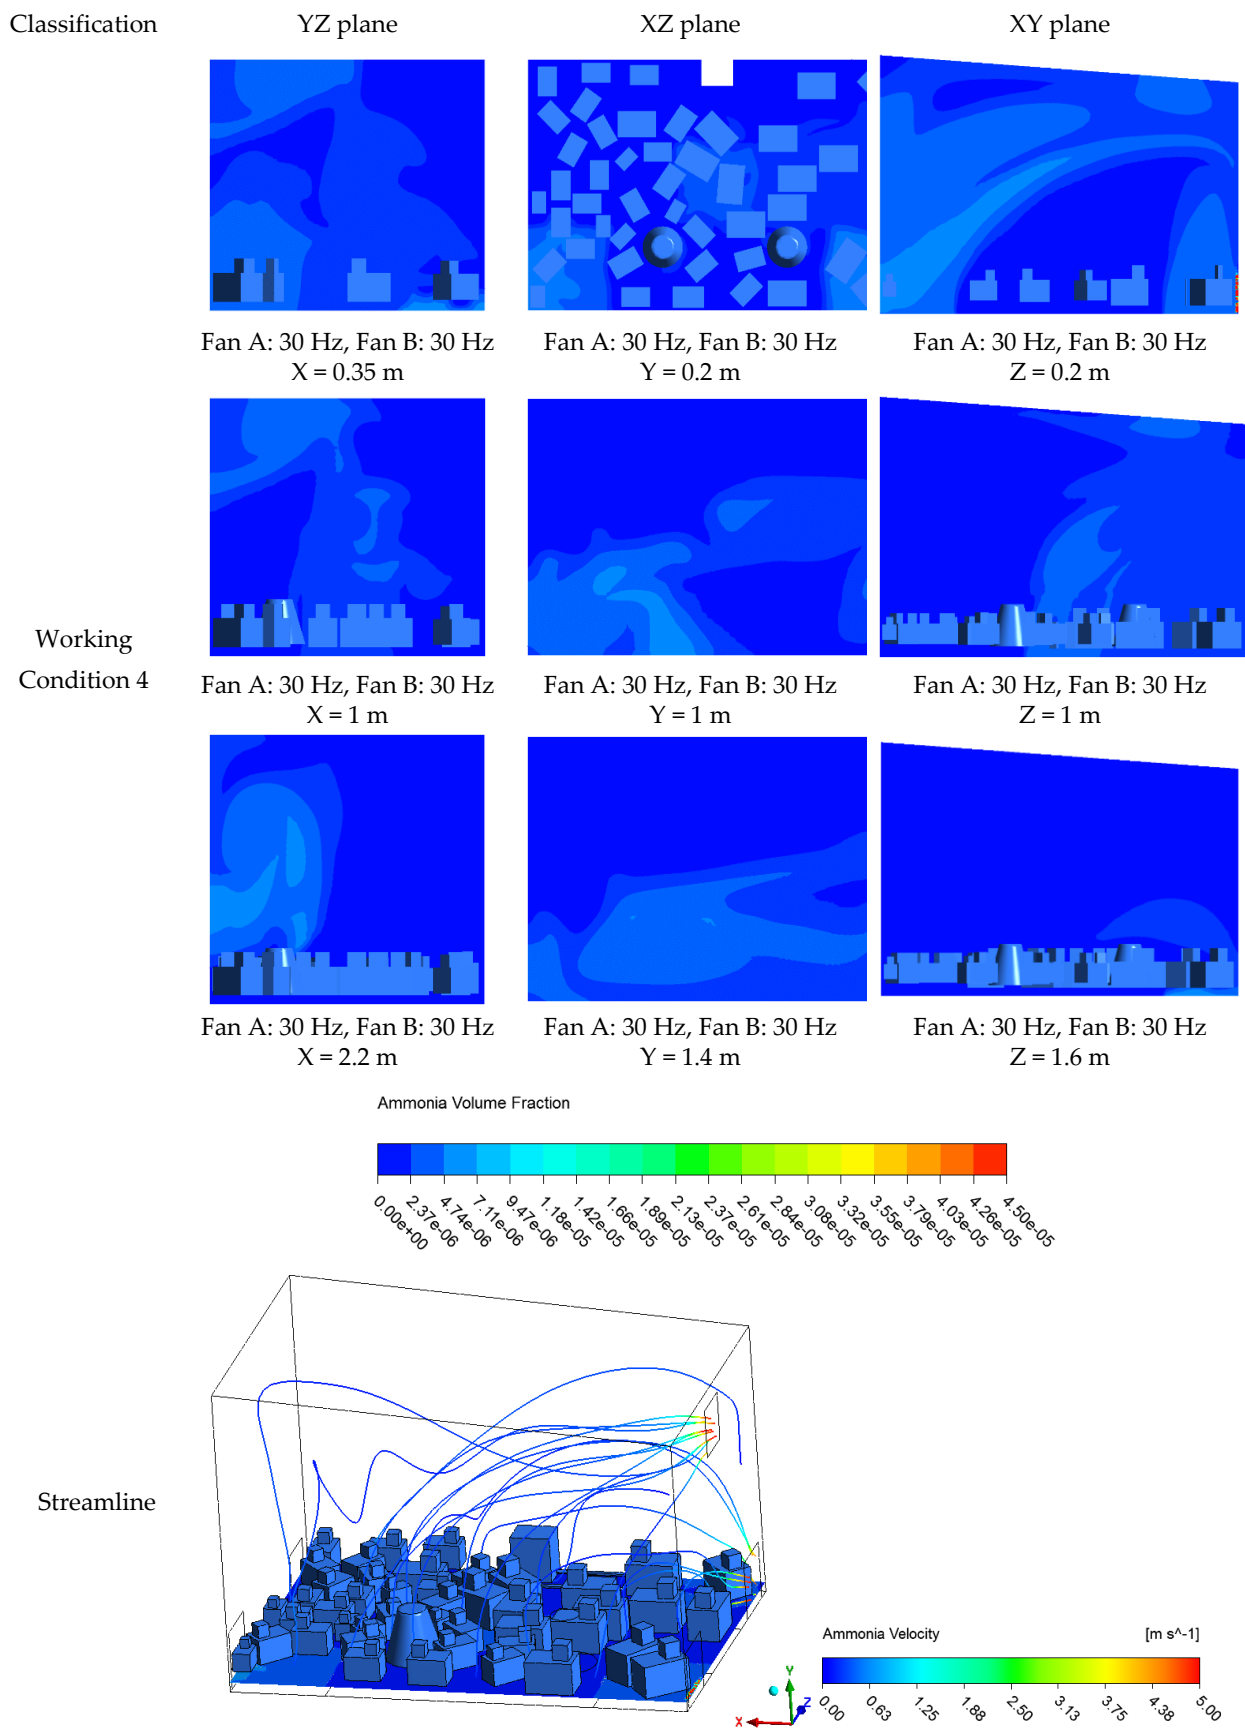 Classification YZ plane XZ plane XY plane
Fan A: 30 Hz, Fan B: 30 Hz Fan A: 30 Hz, Fan B: 30 Hz Fan A: 30 Hz, Fan B: 30 Hz
X = 0.35 m Y = 0.2 m Z = 0.2 m
Working
Condition 4
Fan A: 30 Hz, Fan B: 30 Hz Fan A: 30 Hz, Fan B: 30 Hz Fan A: 30 Hz, Fan B: 30 Hz
X = 1 m Y = 1 m Z = 1 m
Fan A: 30 Hz, Fan B: 30 Hz Fan A: 30 Hz, Fan B: 30 Hz Fan A: 30 Hz, Fan B: 30 Hz
X = 2.2 m Y = 1.4 m Z = 1.6 m
Ammonia Volume Fraction
0.00e+00 2.37e-06 4.74e-06 7.11e-06 9.47e-06 1.18e-05 1.42e-05 1.66e-05 1.89e-05 2.13e-05 2.37e-05 2.61e-05 2.84e-05 3.08e-05 3.32e-05 3.55e-05 3.79e-05 4.03e-05 4.26e-05 4.50e-05
Streamline
Ammonia Velocity [m s^-1]
0.00 0.63 1.25 1.88 2.50 3.13 3.75 4.38 5.00
Y
Z
X